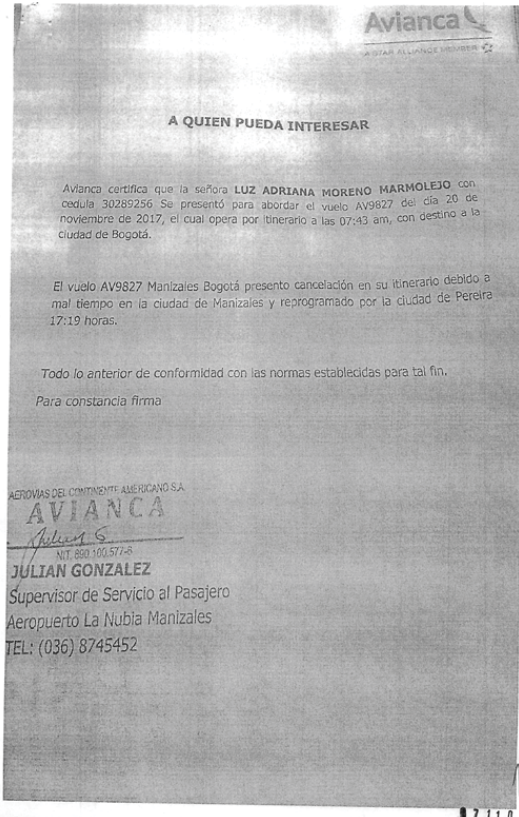 Avianca
A STAR ALLIANCE MEMBER
A QUIEN PUEDA INTERESAR
Avianca certifica que la señora LUZ ADRIANA MORENO MARMOLEJO con
cedula 30289256 Se presentó para abordar el vuelo AV9827 del día 20 de
noviembre de 2017, el cual opera por itinerario a las 07:43 am, con destino a la
ciudad de Bogotá.
El vuelo AV9827 Manizales Bogotá presento cancelación en su itinerario debido a
mal tiempo en la ciudad de Manizales y reprogramado por la ciudad de Pereira
17:19 horas.
Todo lo anterior de conformidad con las normas establecidas para tal fin.
Para constancia firma
AEROVIAS DEL CONTINENTE AMERICANO S.A.
AVIANCA
NIT. 890.100.577-6
JULIAN GONZALEZ
Supervisor de Servicio al Pasajero
Aeropuerto La Nubia Manizales
TEL: (036) 8745452